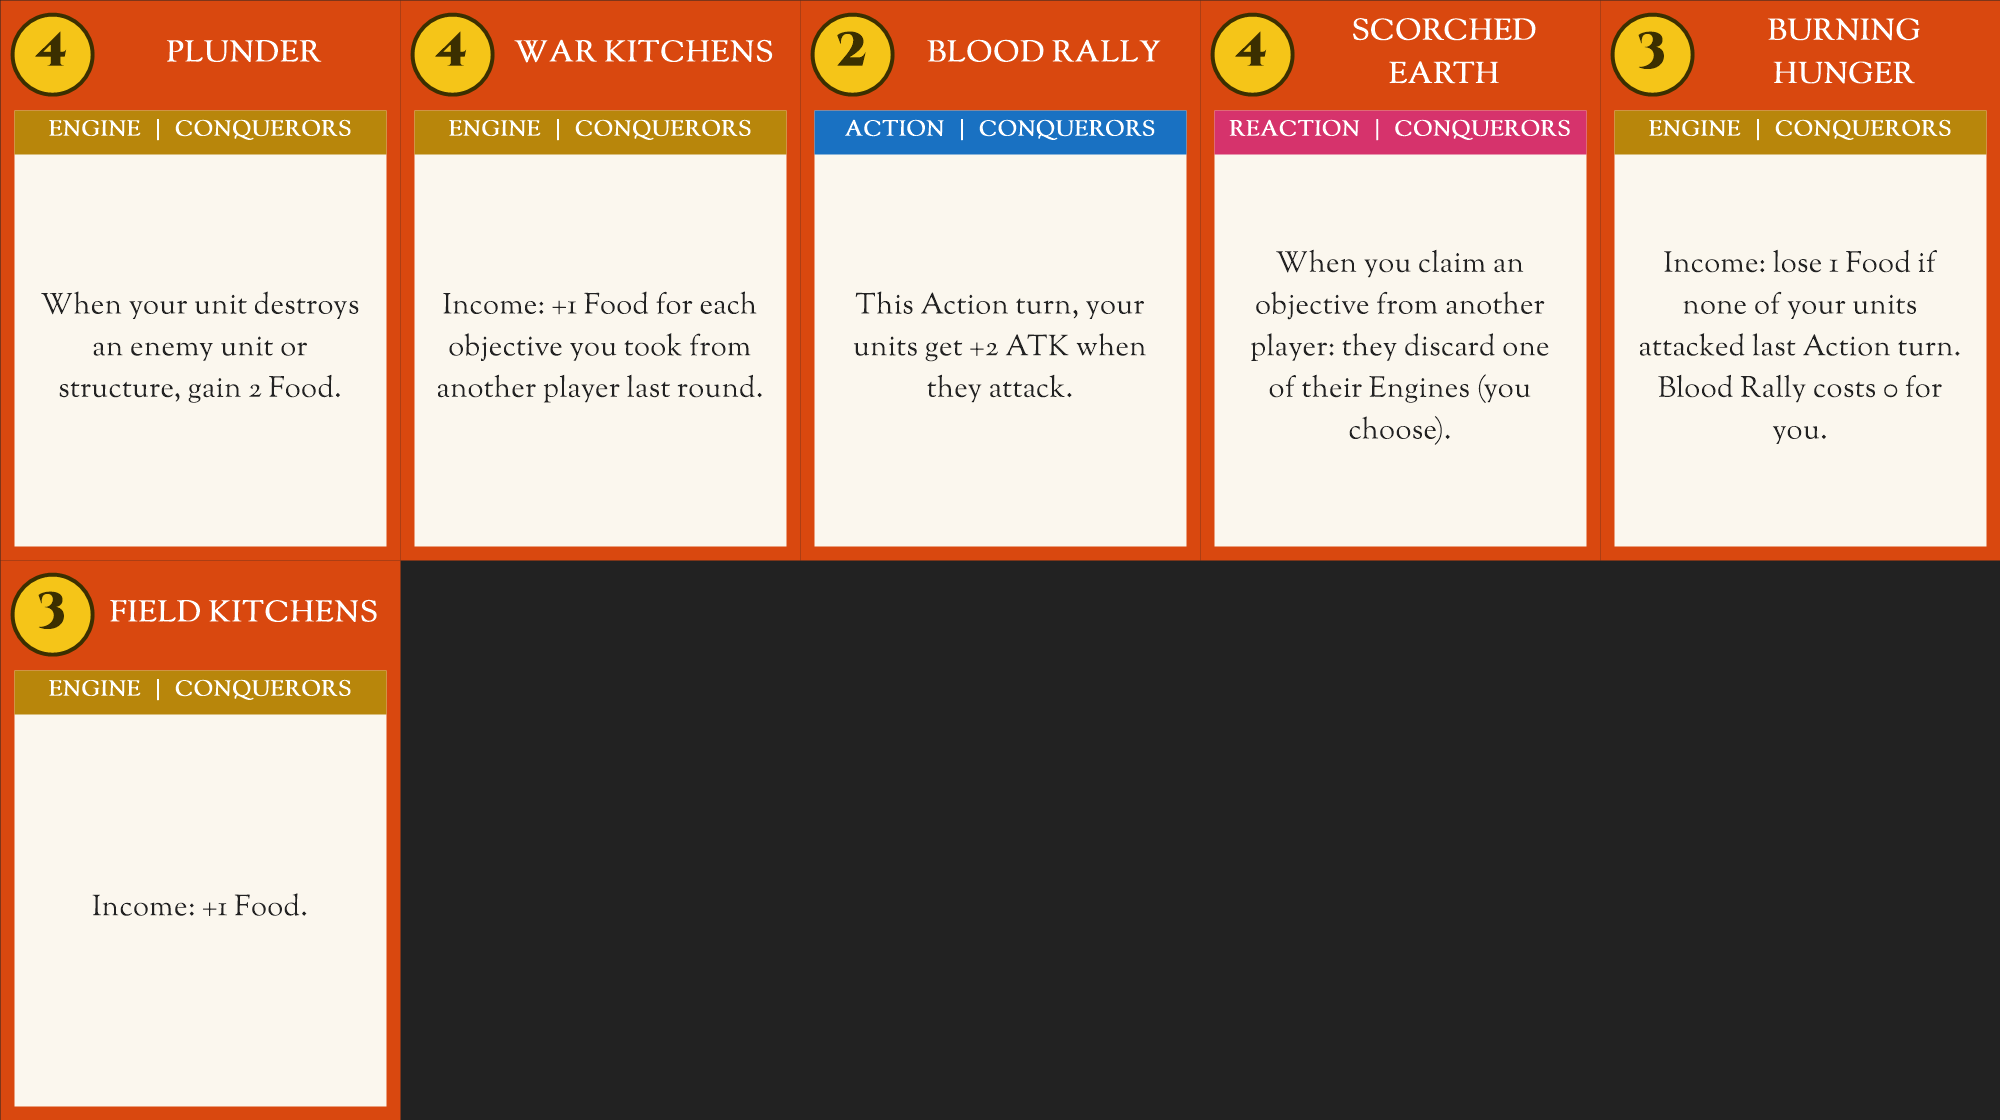 4
PLUNDER
ENGINE | CONQUERORS
When your unit destroys
an enemy unit or
structure, gain 2 Food.
4
WAR KITCHENS
ENGINE | CONQUERORS
Income: +1 Food for each
objective you took from
another player last round.
2
BLOOD RALLY
ACTION | CONQUERORS
This Action turn, your
units get +2 ATK when
they attack.
4
SCORCHED
EARTH
REACTION | CONQUERORS
When you claim an
objective from another
player: they discard one
of their Engines (you
choose).
3
BURNING
HUNGER
ENGINE | CONQUERORS
Income: lose 1 Food if
none of your units
attacked last Action turn.
Blood Rally costs 0 for
you.
3
FIELD KITCHENS
ENGINE | CONQUERORS
Income: +1 Food.